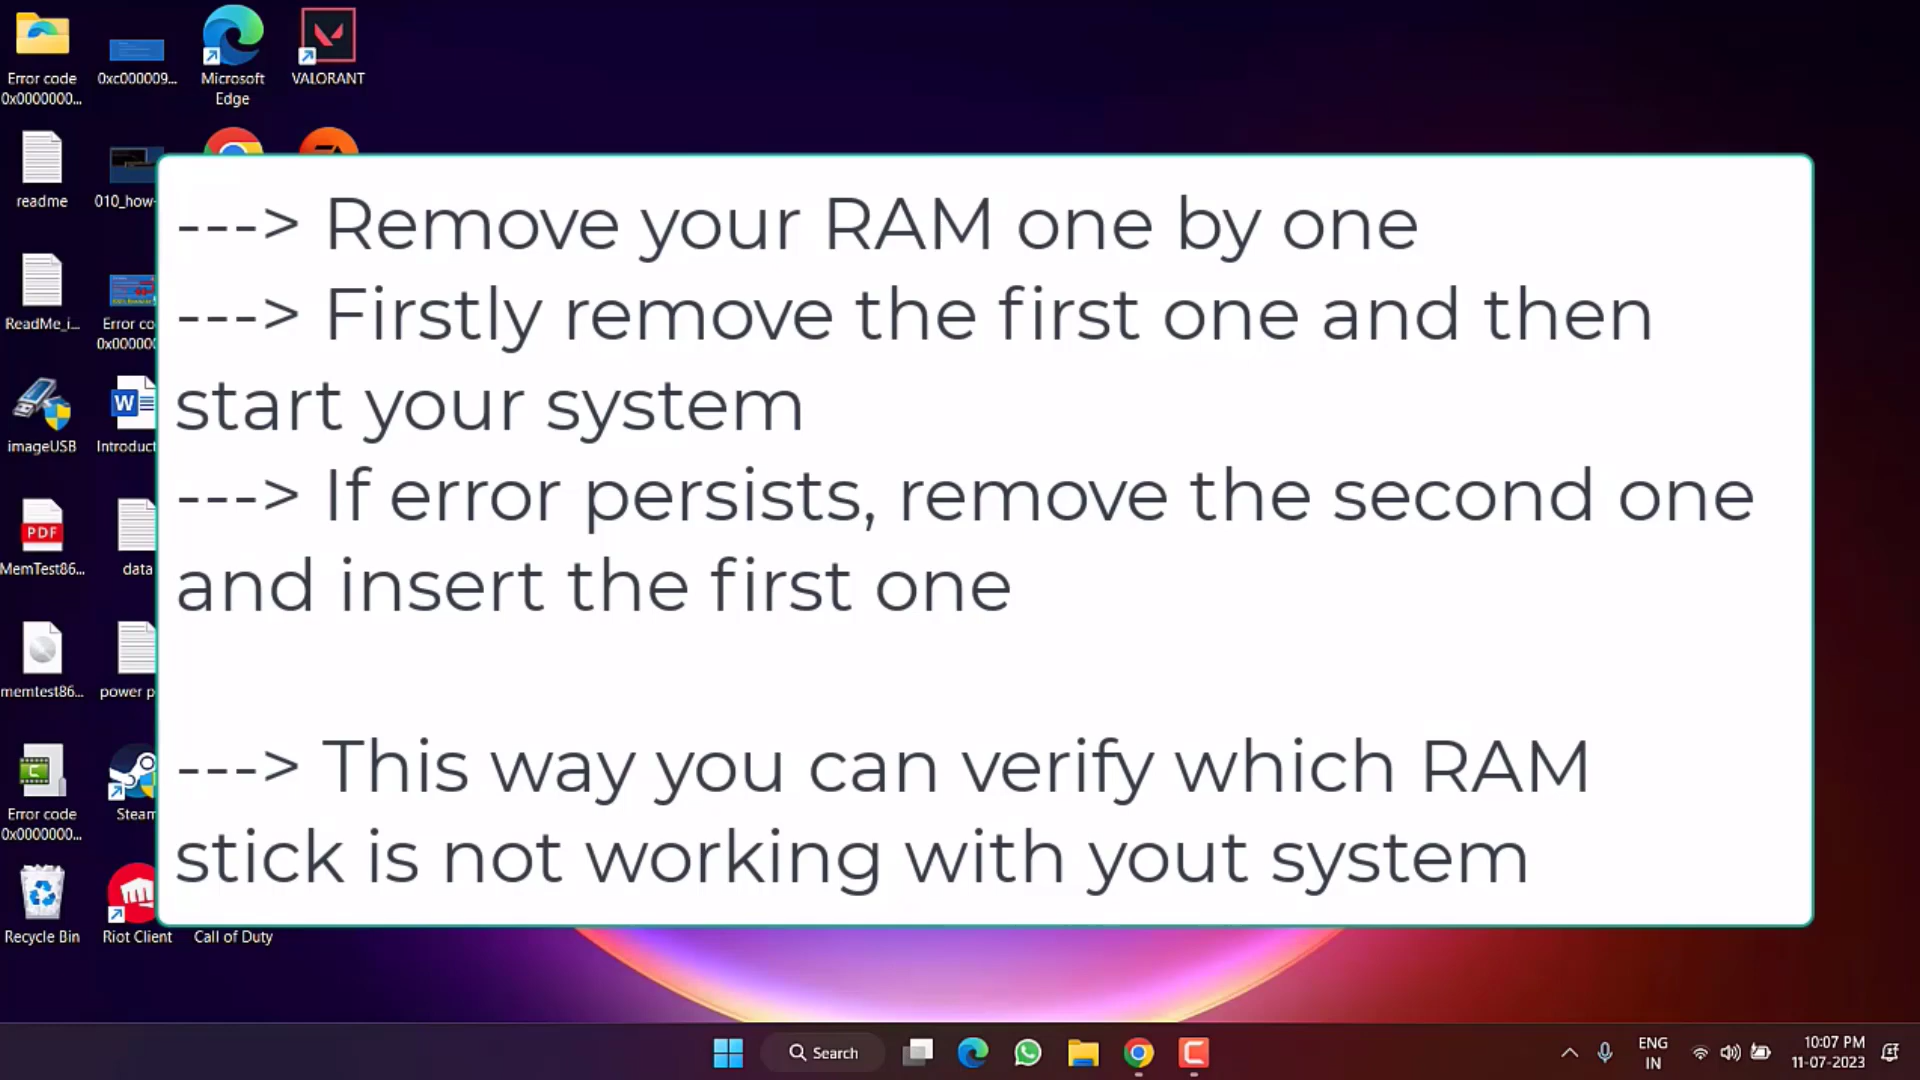 Error code
0x0000000...
0xc000009...
Microsoft
Edge
VALORANT
readme
010_how-
ReadMe_i...
Error co
0x00000
imageUSB
W
Introduct
PDF
MemTest86...
data
memtest86...
power p
C
Error code
0x0000000...
Steam
Recycle Bin
Riot Client
Call of Duty
---> Remove your RAM one by one
---> Firstly remove the first one and then
start your system
---> If error persists, remove the second one
and insert the first one
---> This way you can verify which RAM
stick is not working with yout system
Search
ENG
IN
10:07 PM
11-07-2023